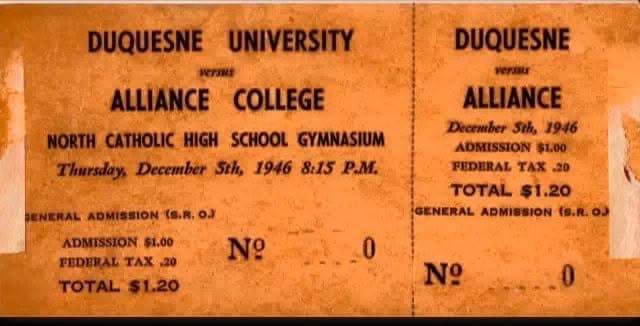 DUQUESNE UNIVERSITY
versus
ALLIANCE COLLEGE
NORTH CATHOLIC HIGH SCHOOL GYMNASIUM
Thursday, December 5th, 1946 8:15 P.M.
GENERAL ADMISSION (S.R.O.)
ADMISSION $1.00
FEDERAL TAX .20
TOTAL $1.20
Nº 0
DUQUESNE
versus
ALLIANCE
December 5th, 1946
ADMISSION $1.00
FEDERAL TAX .20
TOTAL $1.20
GENERAL ADMISSION (S.R.O.)
Nº 0